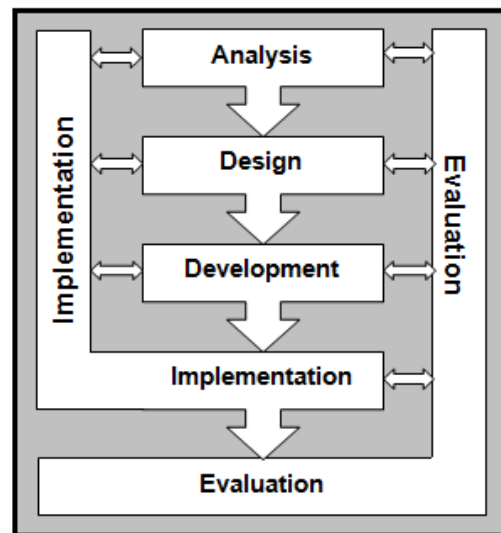 Analysis
Design
Development
Implementation
Evaluation
Implementation
Evaluation